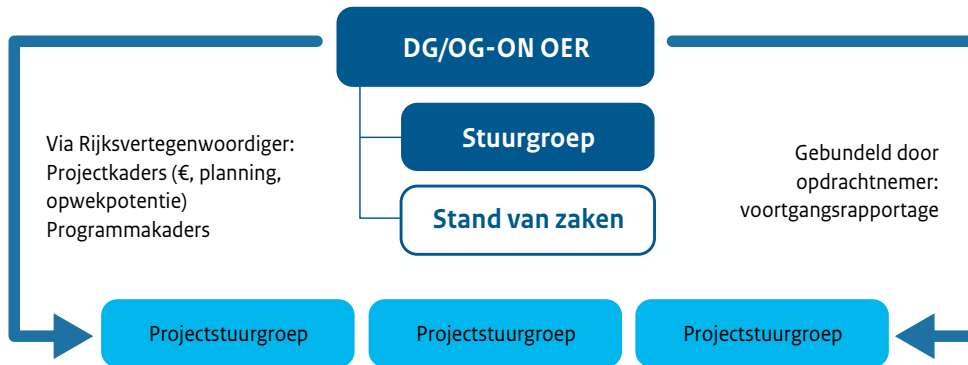 DG/OG-ON OER
Stuurgroep
Stand van zaken
Via Rijksvertegenwoordiger:
Projectkaders (€, planning,
opwekpotentie)
Programmakaders
Gebundeld door
opdrachtnemer:
voortgangsrapportage
Projectstuurgroep
Projectstuurgroep
Projectstuurgroep